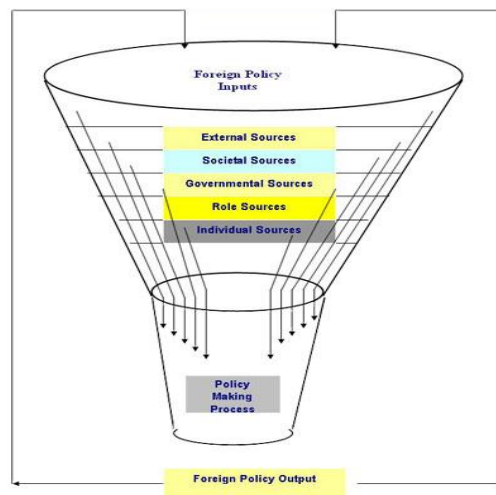 Foreign Policy
Inputs
External Sources
Societal Sources
Governmental Sources
Role Sources
Individual Sources
Policy
Making
Process
Foreign Policy Output